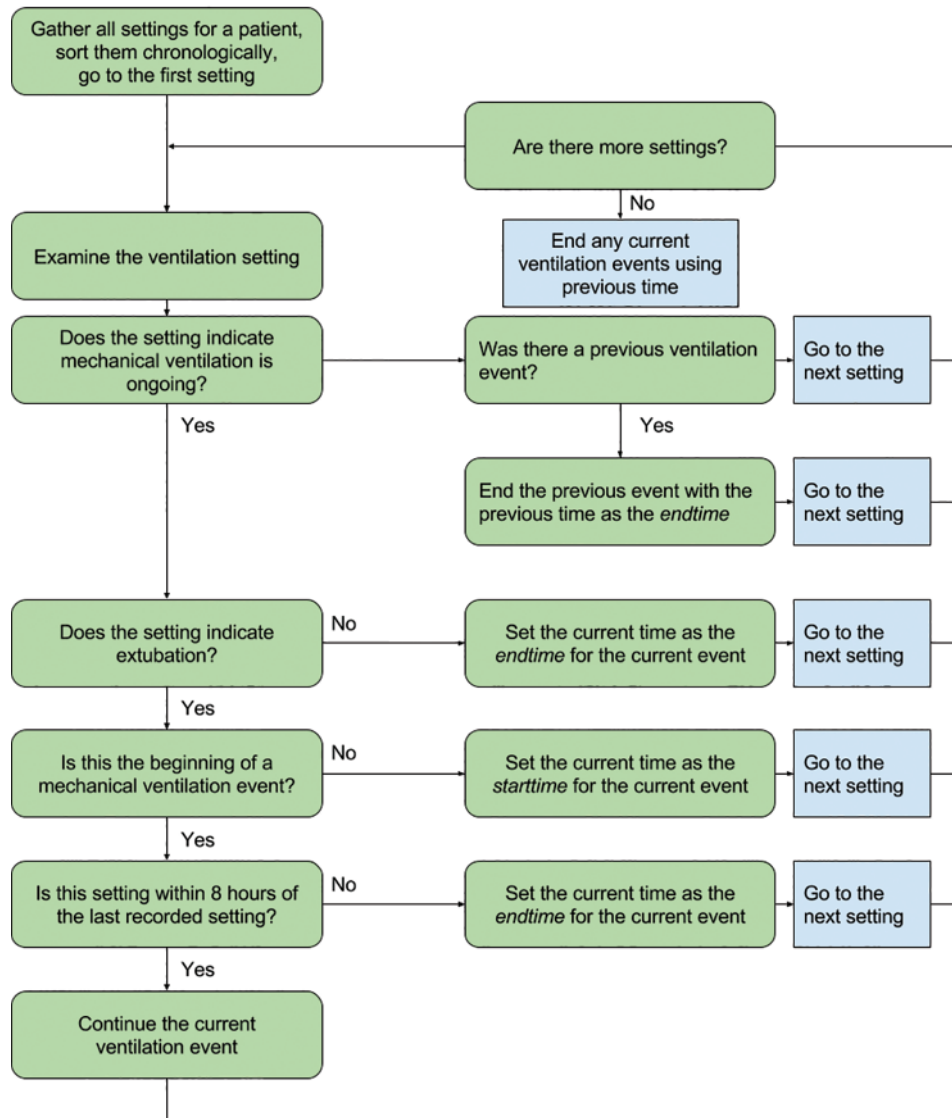 Gather all settings for a patient,
sort them chronologically,
go to the first setting
Are there more settings?
No
End any current
ventilation events using
previous time
Examine the ventilation setting
Does the setting indicate
mechanical ventilation is
ongoing?
Was there a previous ventilation
event?
Go to the
next setting
Yes
Yes
End the previous event with the
previous time as the endtime
Go to the
next setting
Does the setting indicate
extubation?
No
Set the current time as the
endtime for the current event
Go to the
next setting
Yes
Is this the beginning of a
mechanical ventilation event?
No
Set the current time as the
starttime for the current event
Go to the
next setting
Yes
Is this setting within 8 hours of
the last recorded setting?
No
Set the current time as the
endtime for the current event
Go to the
next setting
Yes
Continue the current
ventilation event